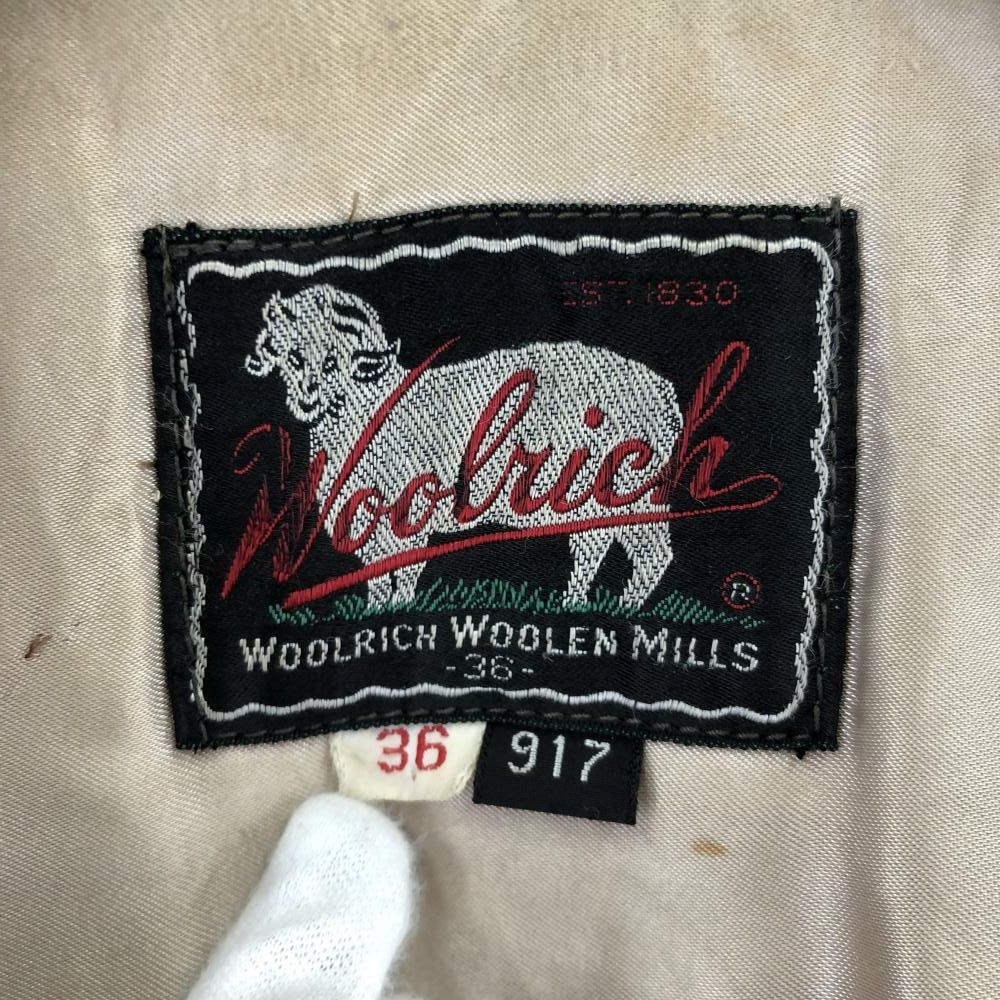 EST. 1830
Woolrich
®
WOOLRICH WOOLEN MILLS
-36-
36
917